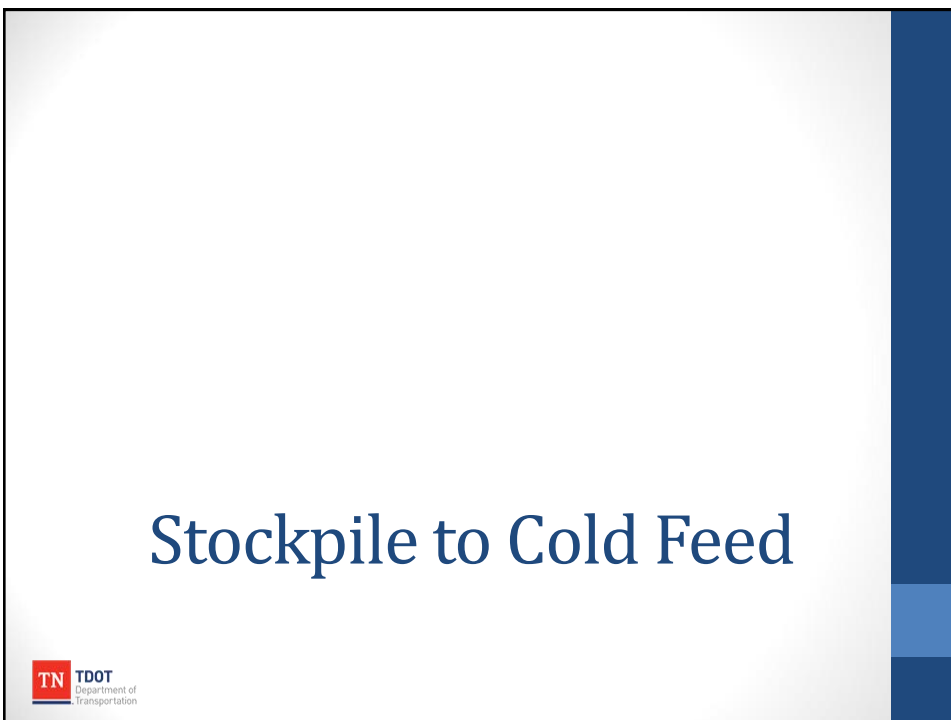 Stockpile to Cold Feed
TN
TDOT
Department of
Transportation